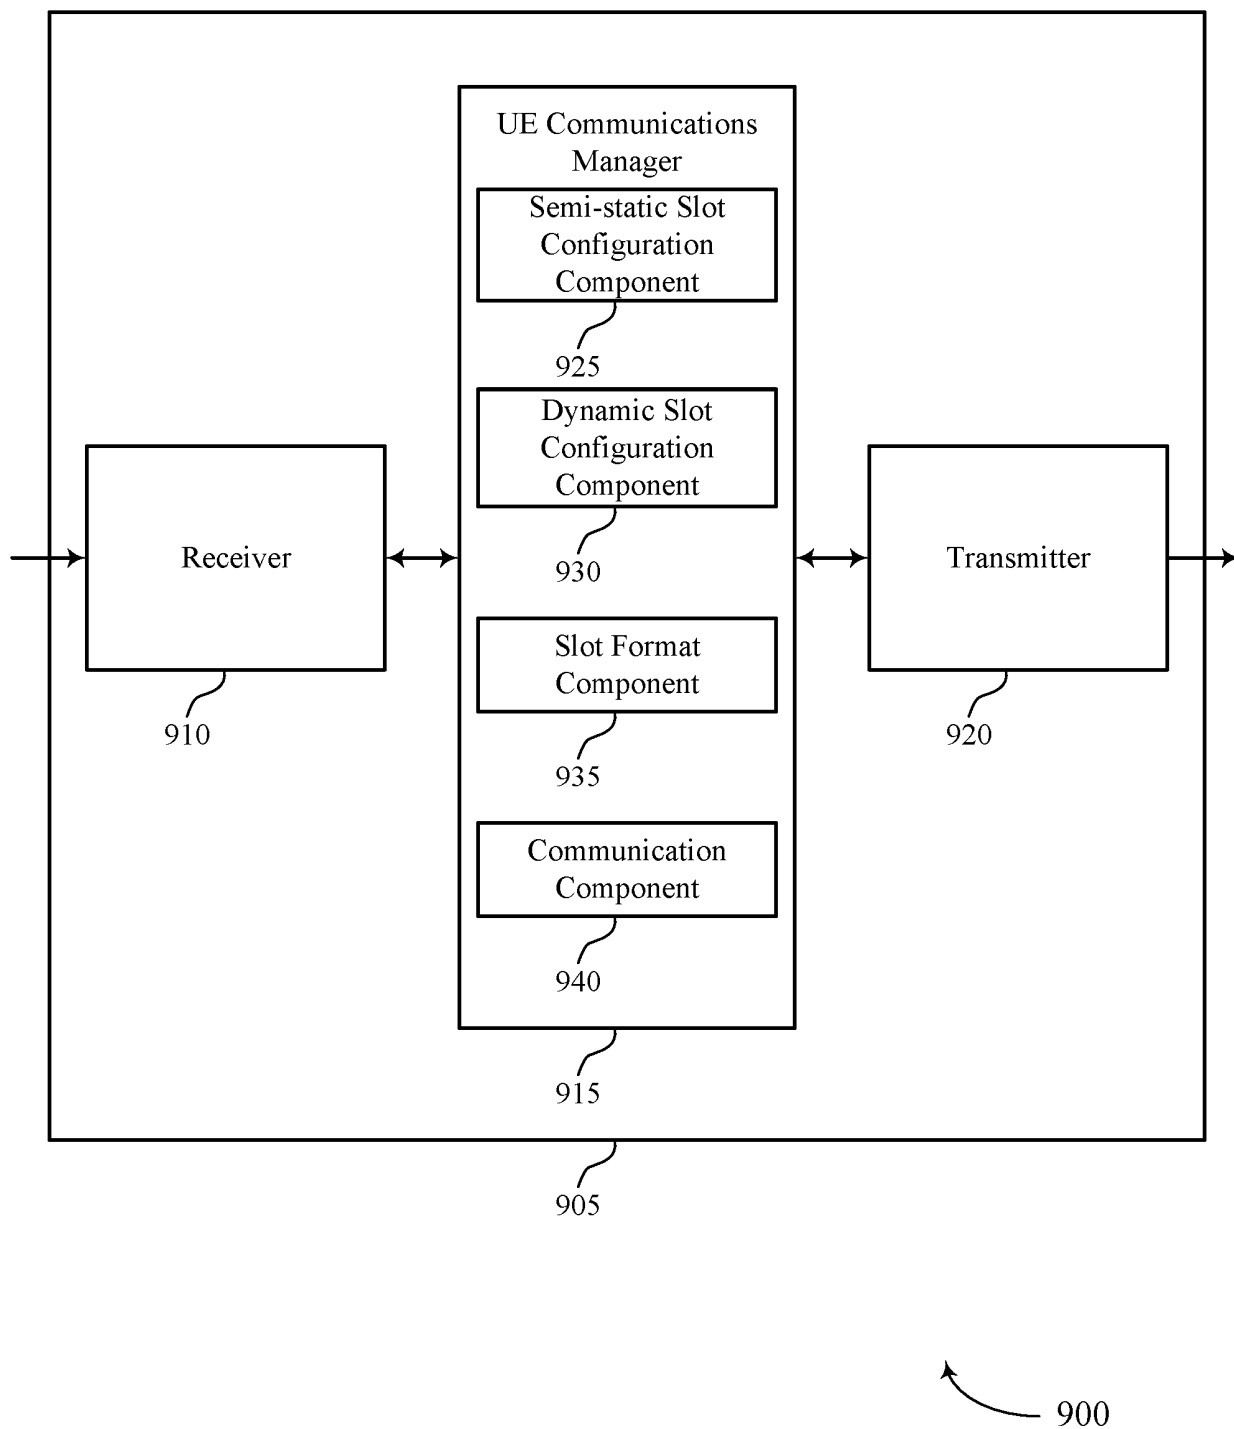 UE Communications
Manager
Semi-static Slot
Configuration
Component
925
Dynamic Slot
Configuration
Component
930
Receiver
910
Slot Format
Component
935
Transmitter
920
Communication
Component
940
915
905
900